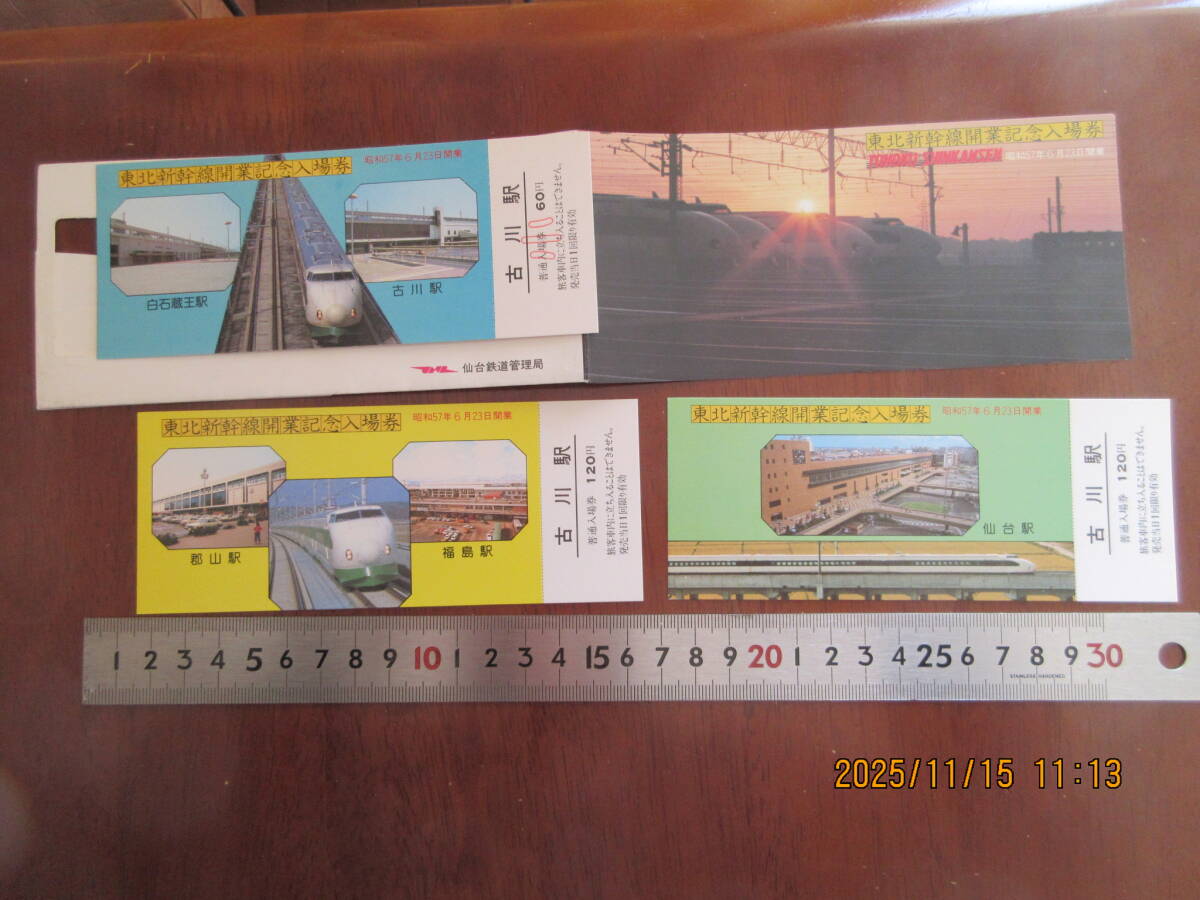 東北新幹線開業記念入場券
昭和57年6月23日開業
白石蔵王駅
古川駅
古川駅
普通入場券 60円
旅客車内に立ち入ることはできません。
発売当日1回限り有効
仙台鉄道管理局
東北新幹線開業記念入場券
TOHOKU SHINKANSEN 昭和57年6月23日開業
東北新幹線開業記念入場券
昭和57年6月23日開業
郡山駅
福島駅
古川駅
普通入場券 120円
旅客車内に立ち入ることはできません。
発売当日1回限り有効
東北新幹線開業記念入場券
昭和57年6月23日開業
仙台駅
古川駅
普通入場券 120円
旅客車内に立ち入ることはできません。
発売当日1回限り有効
1 2 3 4 5 6 7 8 9 10 1 2 3 4 15 6 7 8 9 20 1 2 3 4 25 6 7 8 9 30
STAINLESS HARDENED
2025/11/15 11:13